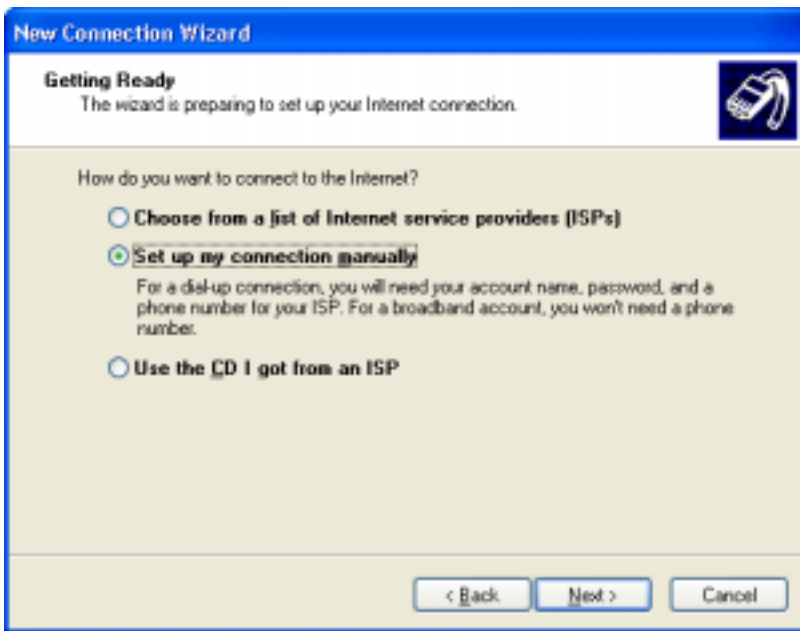 New Connection Wizard
Getting Ready
The wizard is preparing to set up your Internet connection.
How do you want to connect to the Internet?
Choose from a list of Internet service providers (ISPs)
Set up my connection manually
For a dial-up connection, you will need your account name, password, and a
phone number for your ISP. For a broadband account, you won't need a phone
number.
Use the CD I got from an ISP
< Back Next > Cancel